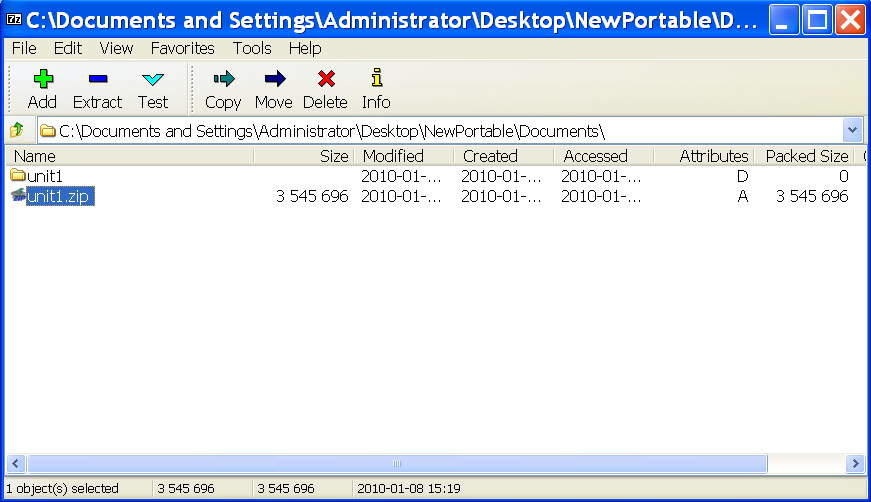 7z C:\Documents and Settings\Administrator\Desktop\NewPortable\D...
File Edit View Favorites Tools Help
Add Extract Test Copy Move Delete Info
C:\Documents and Settings\Administrator\Desktop\NewPortable\Documents\
Name Size Modified Created Accessed Attributes Packed Size
unit1 2010-01-... 2010-01-... 2010-01-... D 0
unit1.zip 3 545 696 2010-01-... 2010-01-... 2010-01-... A 3 545 696
1 object(s) selected 3 545 696 3 545 696 2010-01-08 15:19